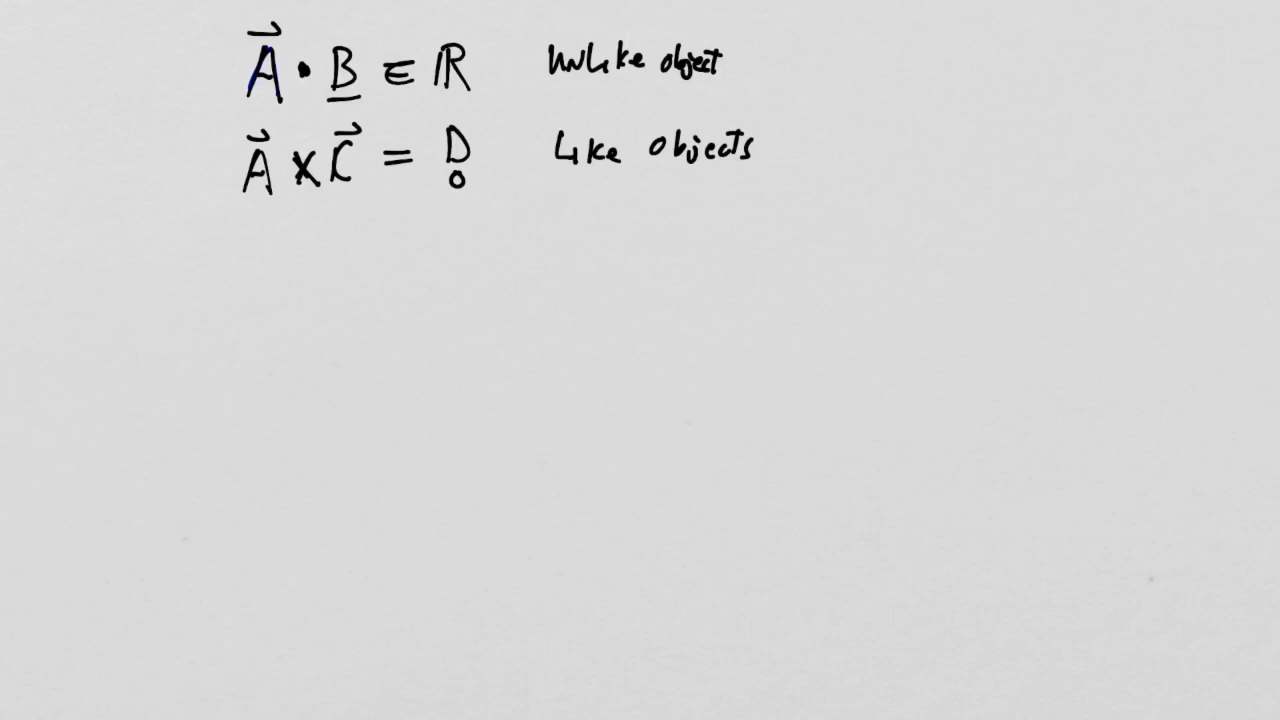 A⃗ · B̲ ∈ ℝ unlike object
A⃗ × C⃗ = D̥ Like objects